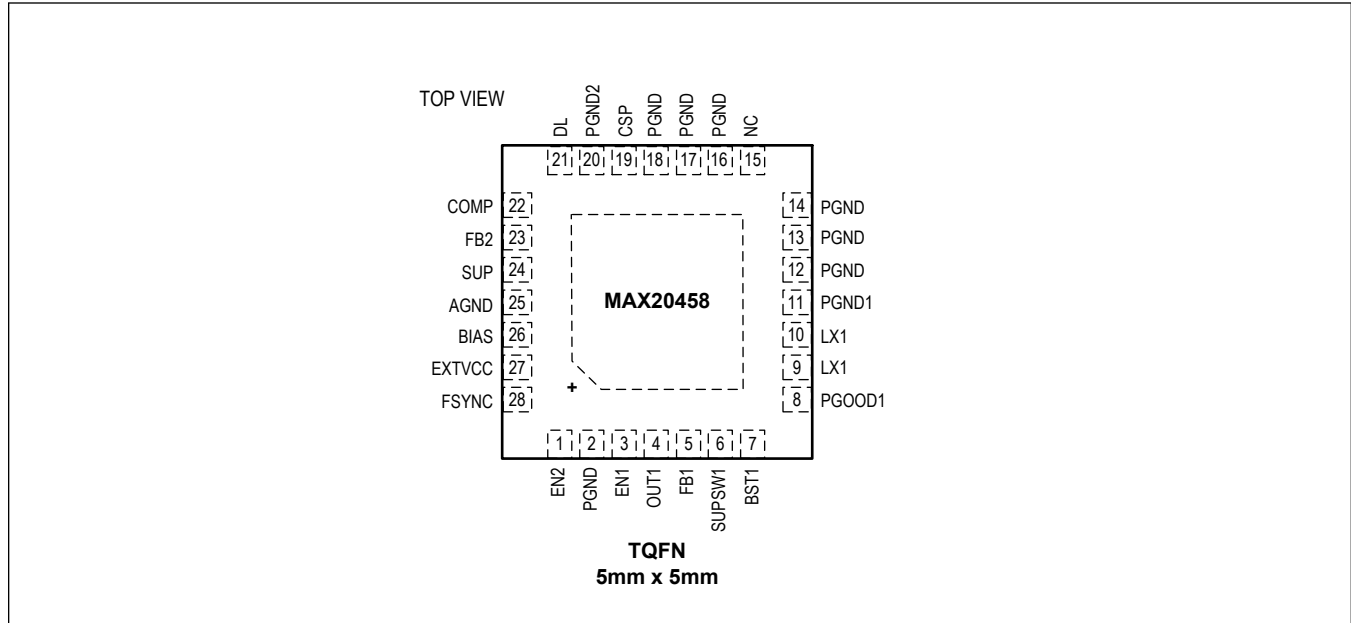 TOP VIEW
DL
PGND2
CSP
PGND
PGND
PGND
NC
21 20 19 18 17 16 15
COMP 22
FB2 23
SUP 24
AGND 25
BIAS 26
EXTVCC 27
FSYNC 28
MAX20458
+
14 PGND
13 PGND
12 PGND
11 PGND1
10 LX1
9 LX1
8 PGOOD1
1 2 3 4 5 6 7
EN2
PGND
EN1
OUT1
FB1
SUPSW1
BST1
TQFN
5mm x 5mm